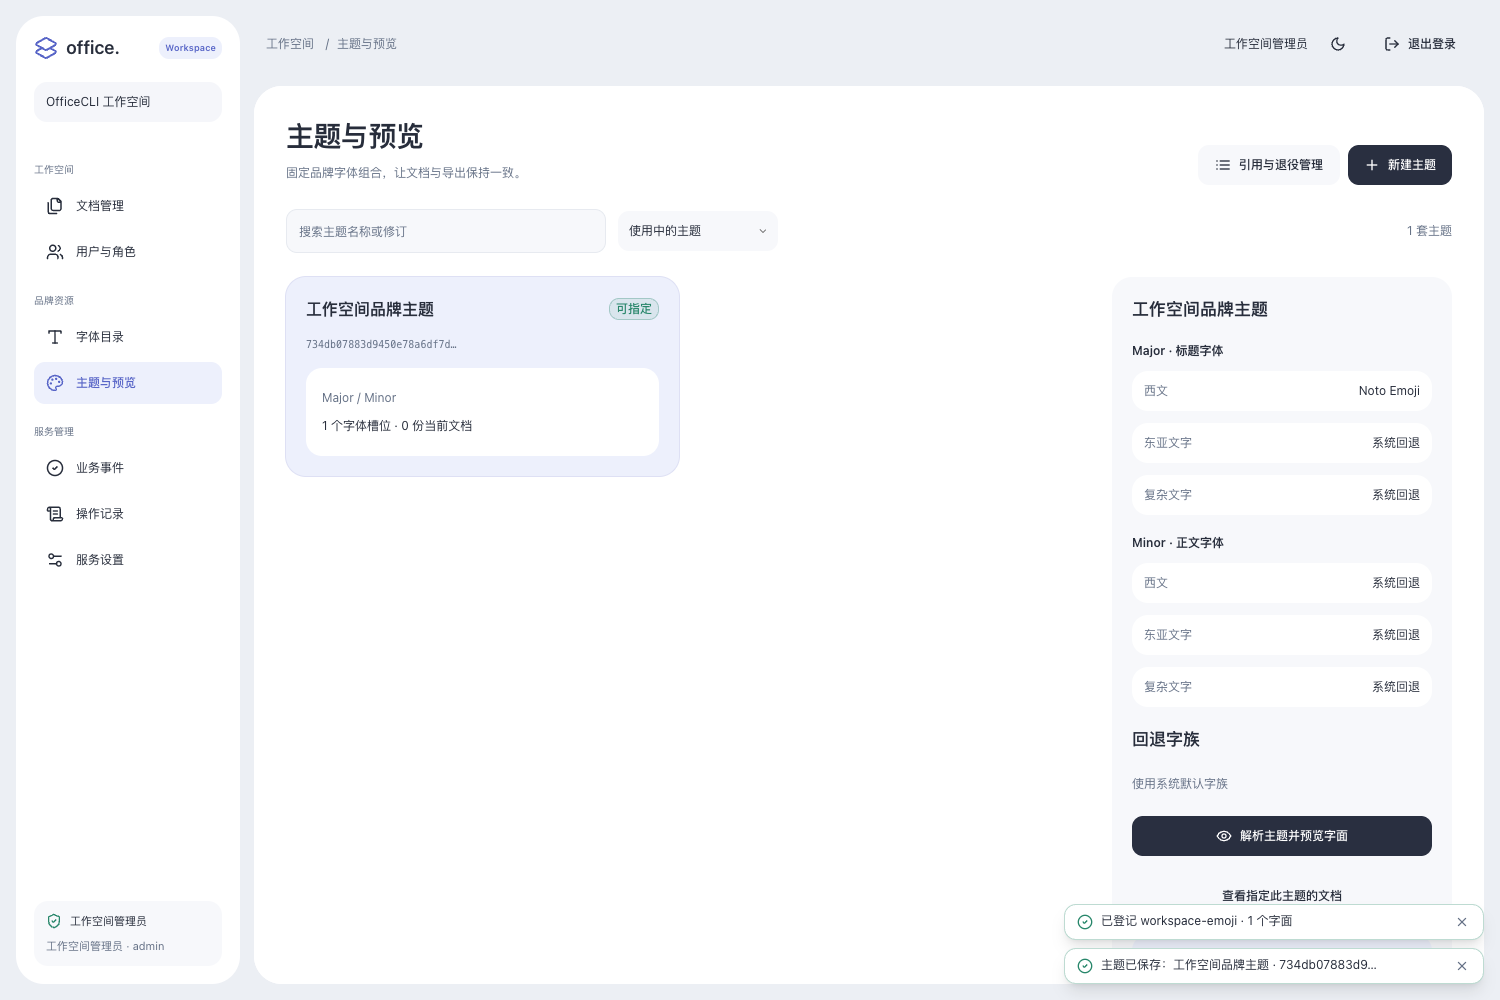 office.
Workspace
OfficeCLI 工作空间
工作空间
文档管理
用户与角色
品牌资源
字体目录
主题与预览
服务管理
业务事件
操作记录
服务设置
工作空间管理员
工作空间管理员 · admin
工作空间 / 主题与预览
工作空间管理员
退出登录
主题与预览
固定品牌字体组合，让文档与导出保持一致。
引用与退役管理
新建主题
搜索主题名称或修订
使用中的主题
1 套主题
工作空间品牌主题
可指定
734db07883d9450e78a6df7d…
Major / Minor
1 个字体槽位 · 0 份当前文档
工作空间品牌主题
Major · 标题字体
西文 Noto Emoji
东亚文字 系统回退
复杂文字 系统回退
Minor · 正文字体
西文 系统回退
东亚文字 系统回退
复杂文字 系统回退
回退字族
使用系统默认字族
解析主题并预览字面
查看指定此主题的文档
已登记 workspace-emoji · 1 个字面
主题已保存：工作空间品牌主题 · 734db07883d9…